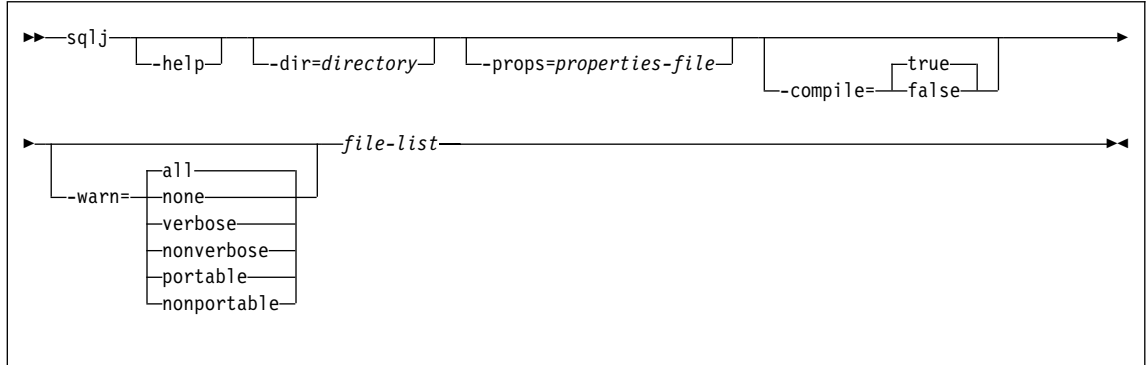 sqlj -help -dir=directory -props=properties-file -compile= true
false
-warn= all file-list
none
verbose
nonverbose
portable
nonportable